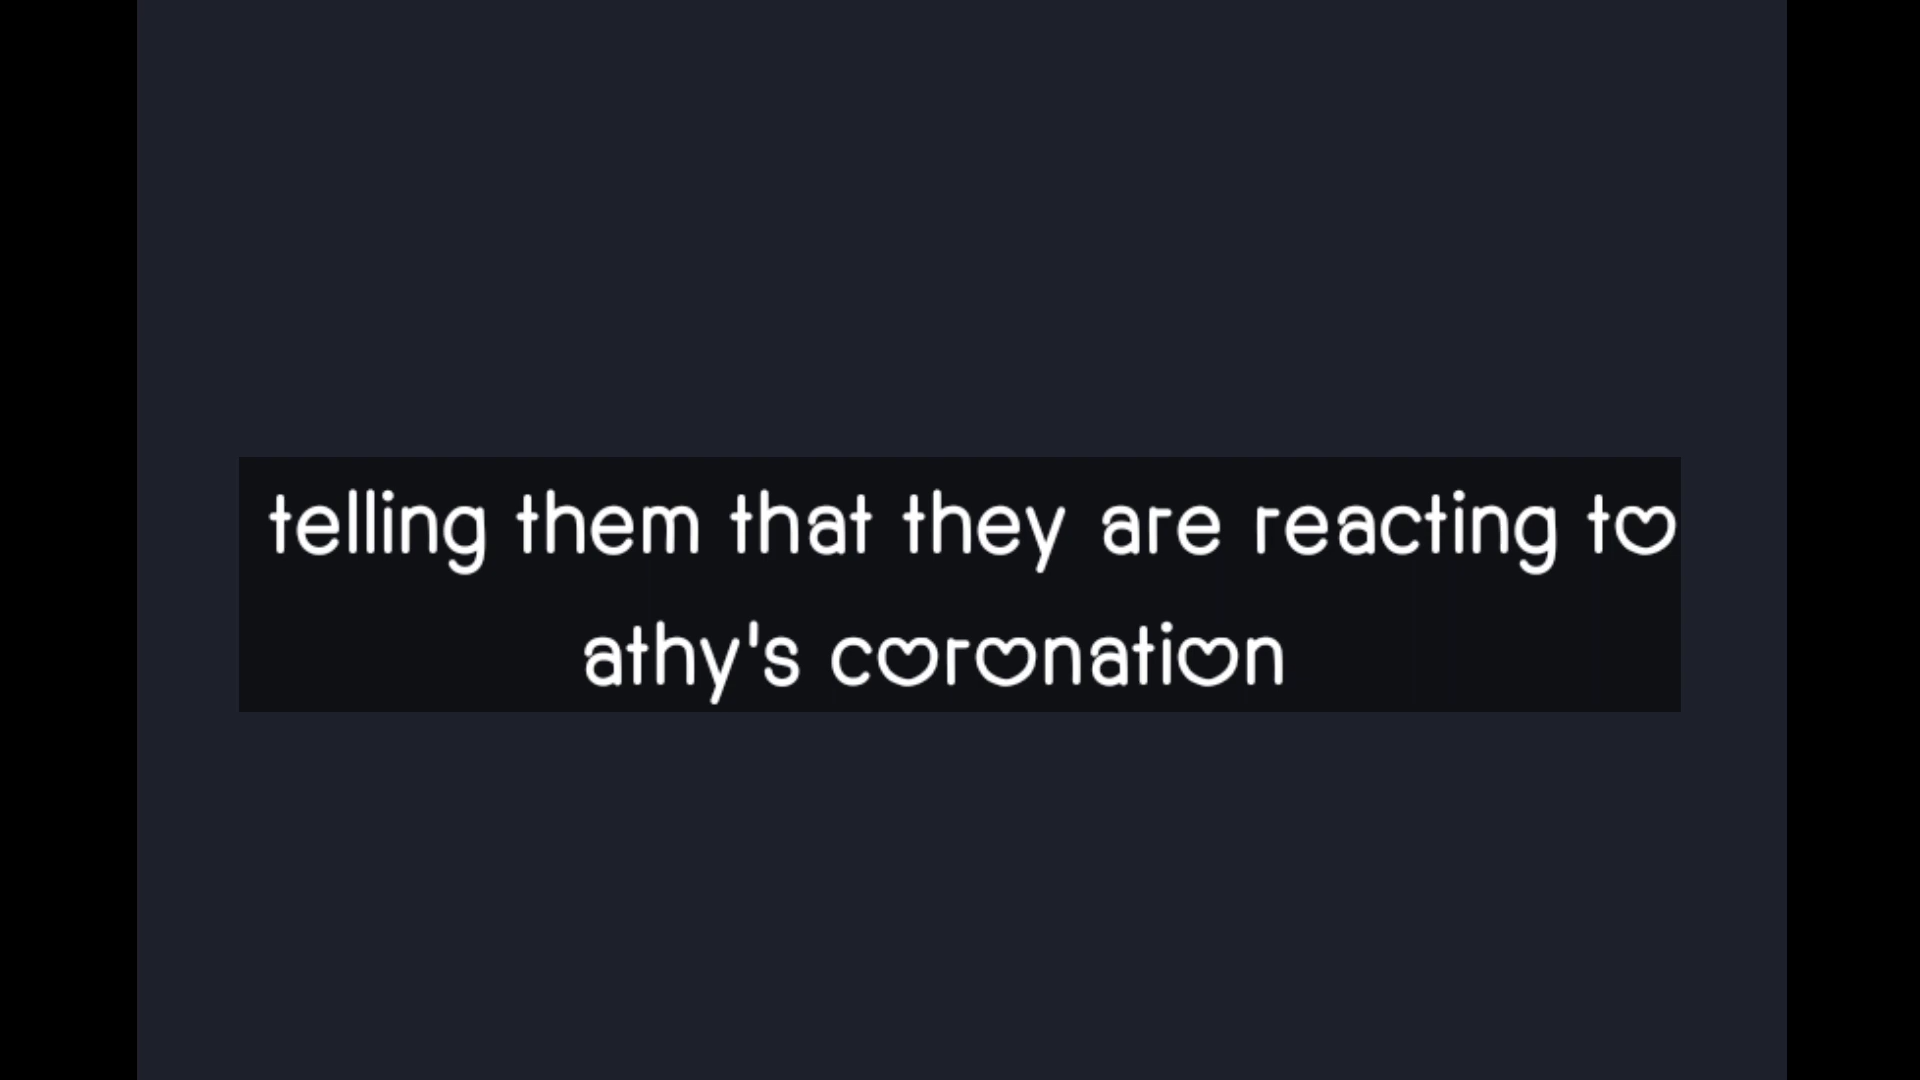 telling them that they are reacting to
athy's coronation